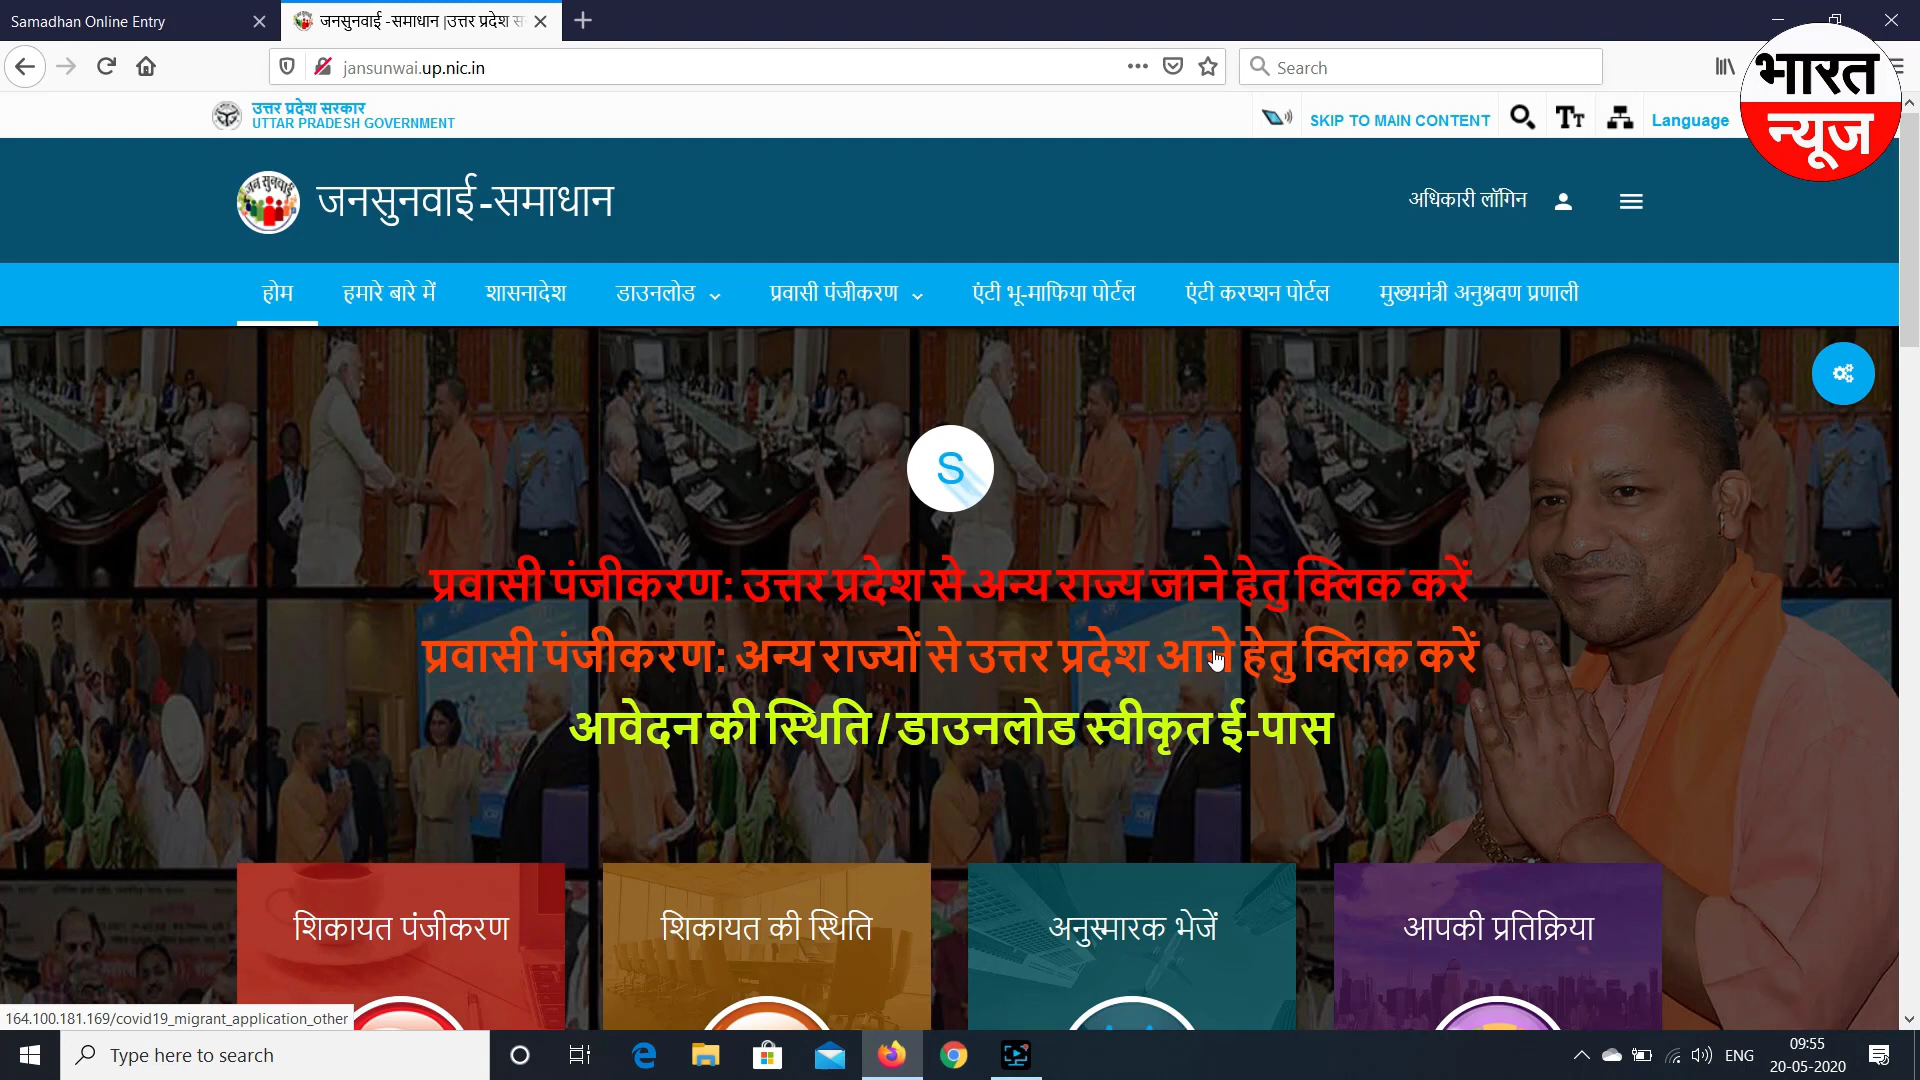 Samadhan Online Entry
जनसुनवाई -समाधान |उत्तर प्रदेश स
jansunwai.up.nic.in
Search
भारत
न्यूज
उत्तर प्रदेश सरकार
UTTAR PRADESH GOVERNMENT
SKIP TO MAIN CONTENT
Language
जन सुनवाई
जनसुनवाई-समाधान
अधिकारी लॉगिन
होम
हमारे बारे में
शासनादेश
डाउनलोड
प्रवासी पंजीकरण
एंटी भू-माफिया पोर्टल
एंटी करप्शन पोर्टल
मुख्यमंत्री अनुश्रवण प्रणाली
S
प्रवासी पंजीकरण: उत्तर प्रदेश से अन्य राज्य जाने हेतु क्लिक करें
प्रवासी पंजीकरण: अन्य राज्यों से उत्तर प्रदेश आने हेतु क्लिक करें
आवेदन की स्थिति / डाउनलोड स्वीकृत ई-पास
शिकायत पंजीकरण
शिकायत की स्थिति
अनुस्मारक भेजें
आपकी प्रतिक्रिया
164.100.181.169/covid19_migrant_application_other
Type here to search
ENG
09:55
20-05-2020